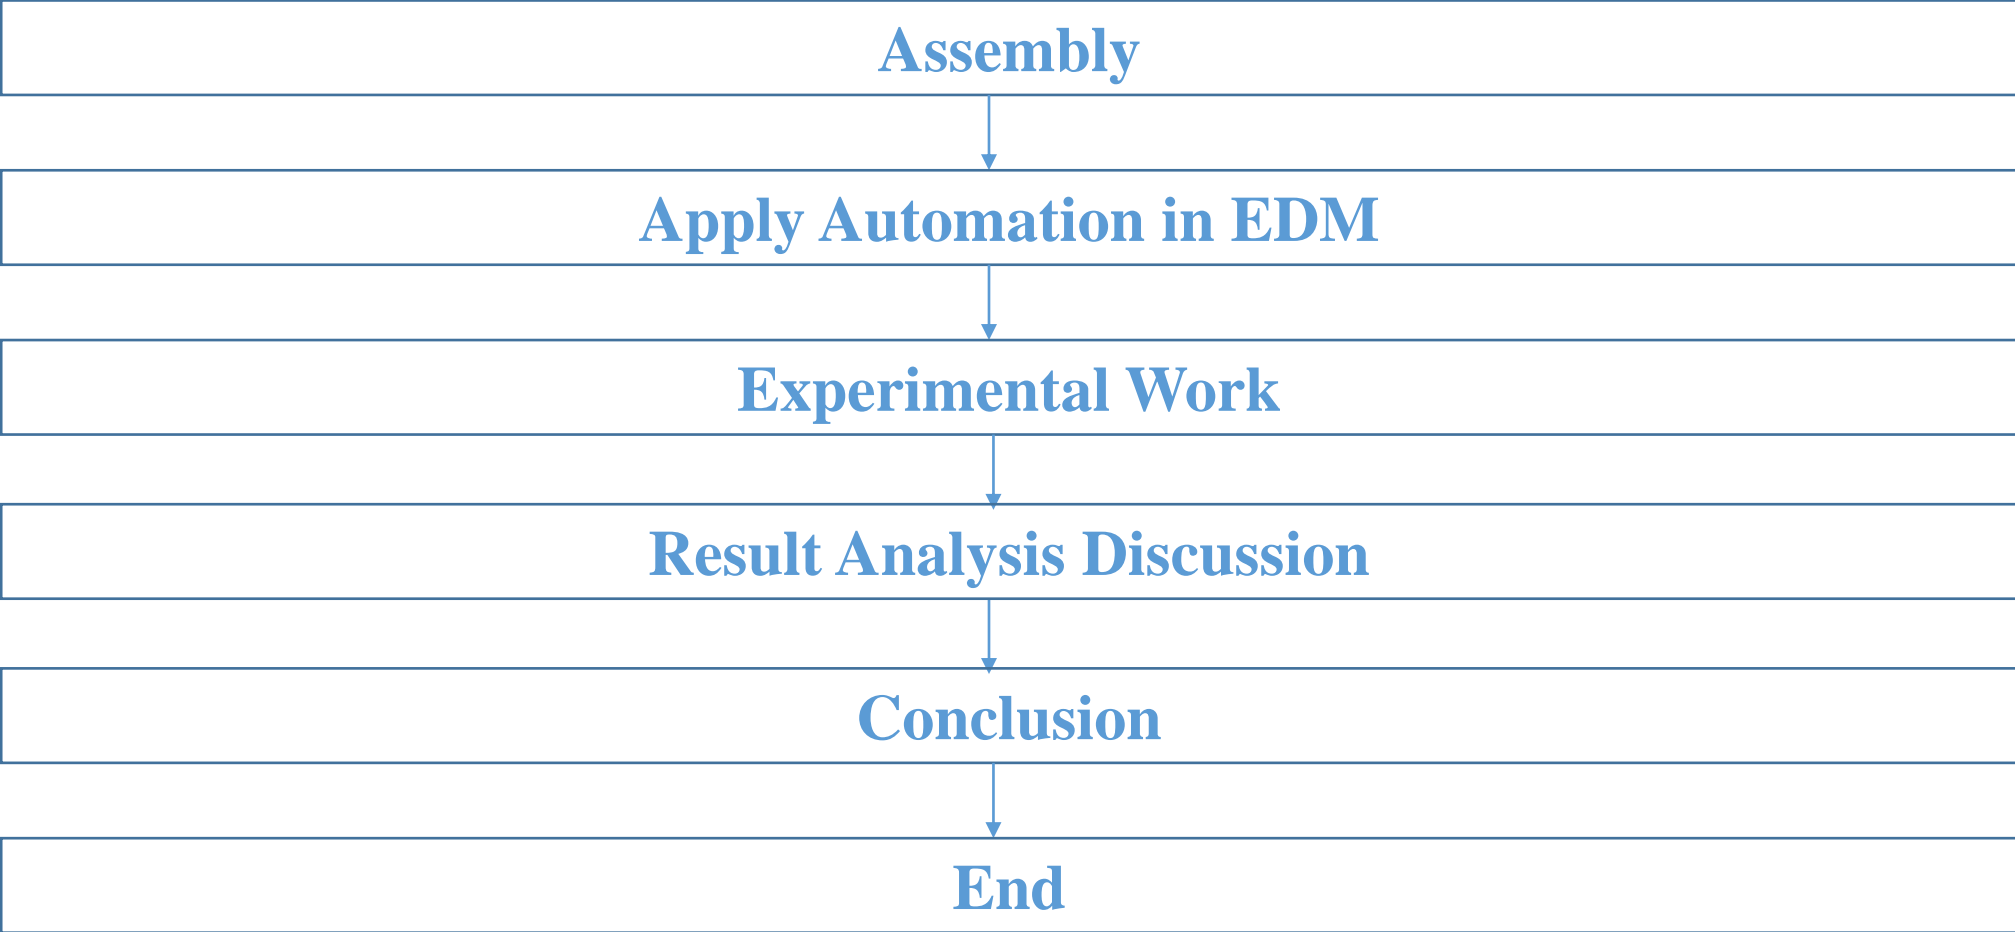 Assembly
Apply Automation in EDM
Experimental Work
Result Analysis Discussion
Conclusion
End